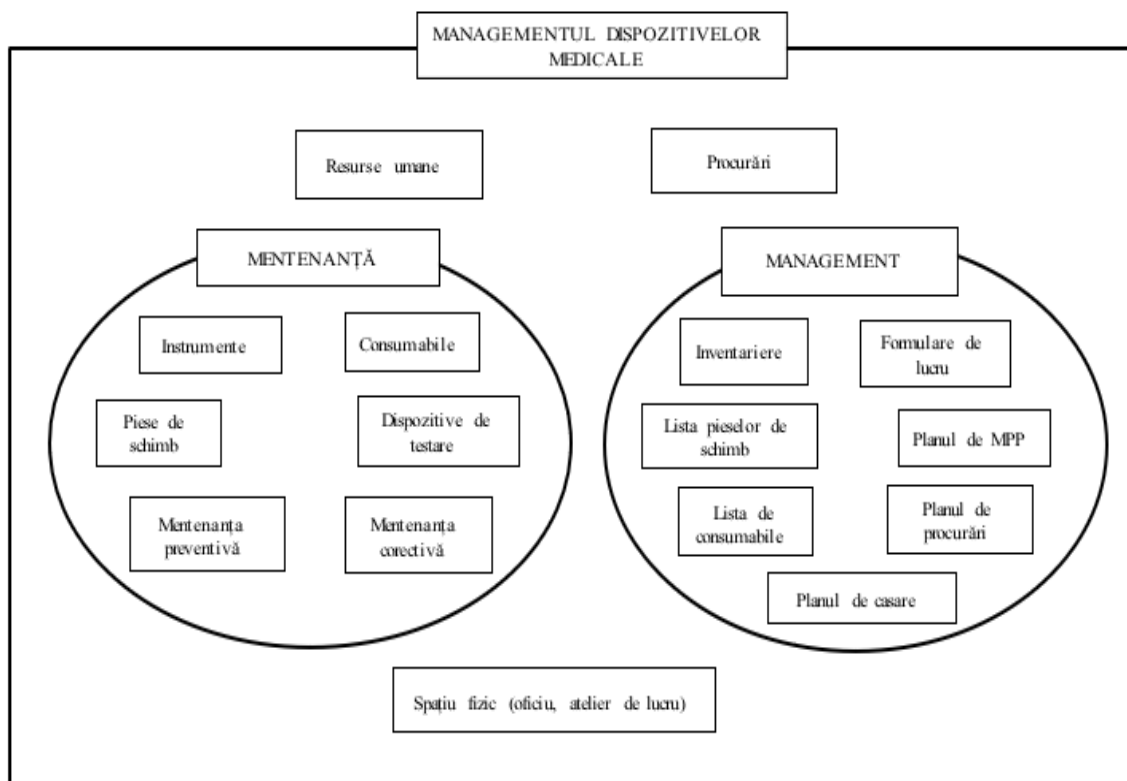 MANAGEMENTUL DISPOZITIVELOR
MEDICALE
Resurse umane
Procurări
MENTENANȚĂ
MANAGEMENT
Instrumente
Consumabile
Piese de
schimb
Dispozitive de
testare
Mentenanța
preventivă
Mentenanța
corectivă
Inventariere
Formulare de
lucru
Lista pieselor de
schimb
Planul de MPP
Lista de
consumabile
Planul de
procurări
Planul de casare
Spațiu fizic (oficiu, atelier de lucru)